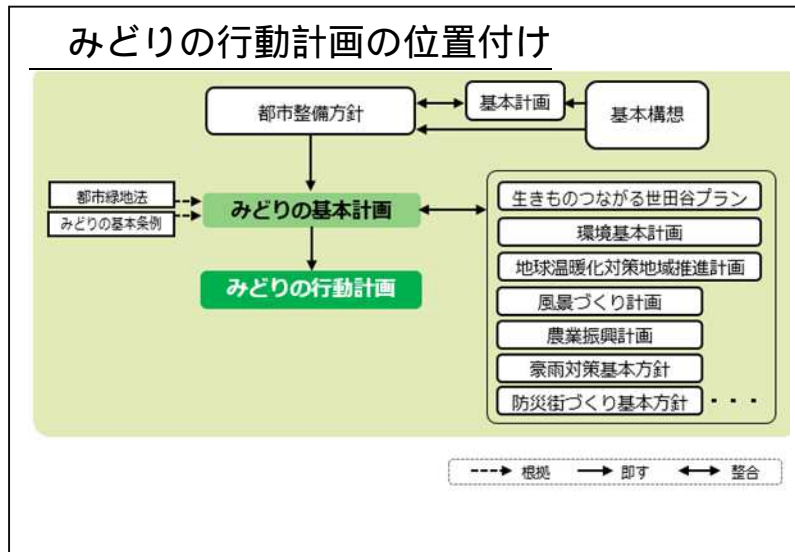 みどりの行動計画の位置付け
都市整備方針
基本計画
基本構想
都市緑地法
みどりの基本条例
みどりの基本計画
みどりの行動計画
生きものつながる世田谷プラン
環境基本計画
地球温暖化対策地域推進計画
風景づくり計画
農業振興計画
豪雨対策基本方針
防災街づくり基本方針 ・・・
根拠 即す 整合